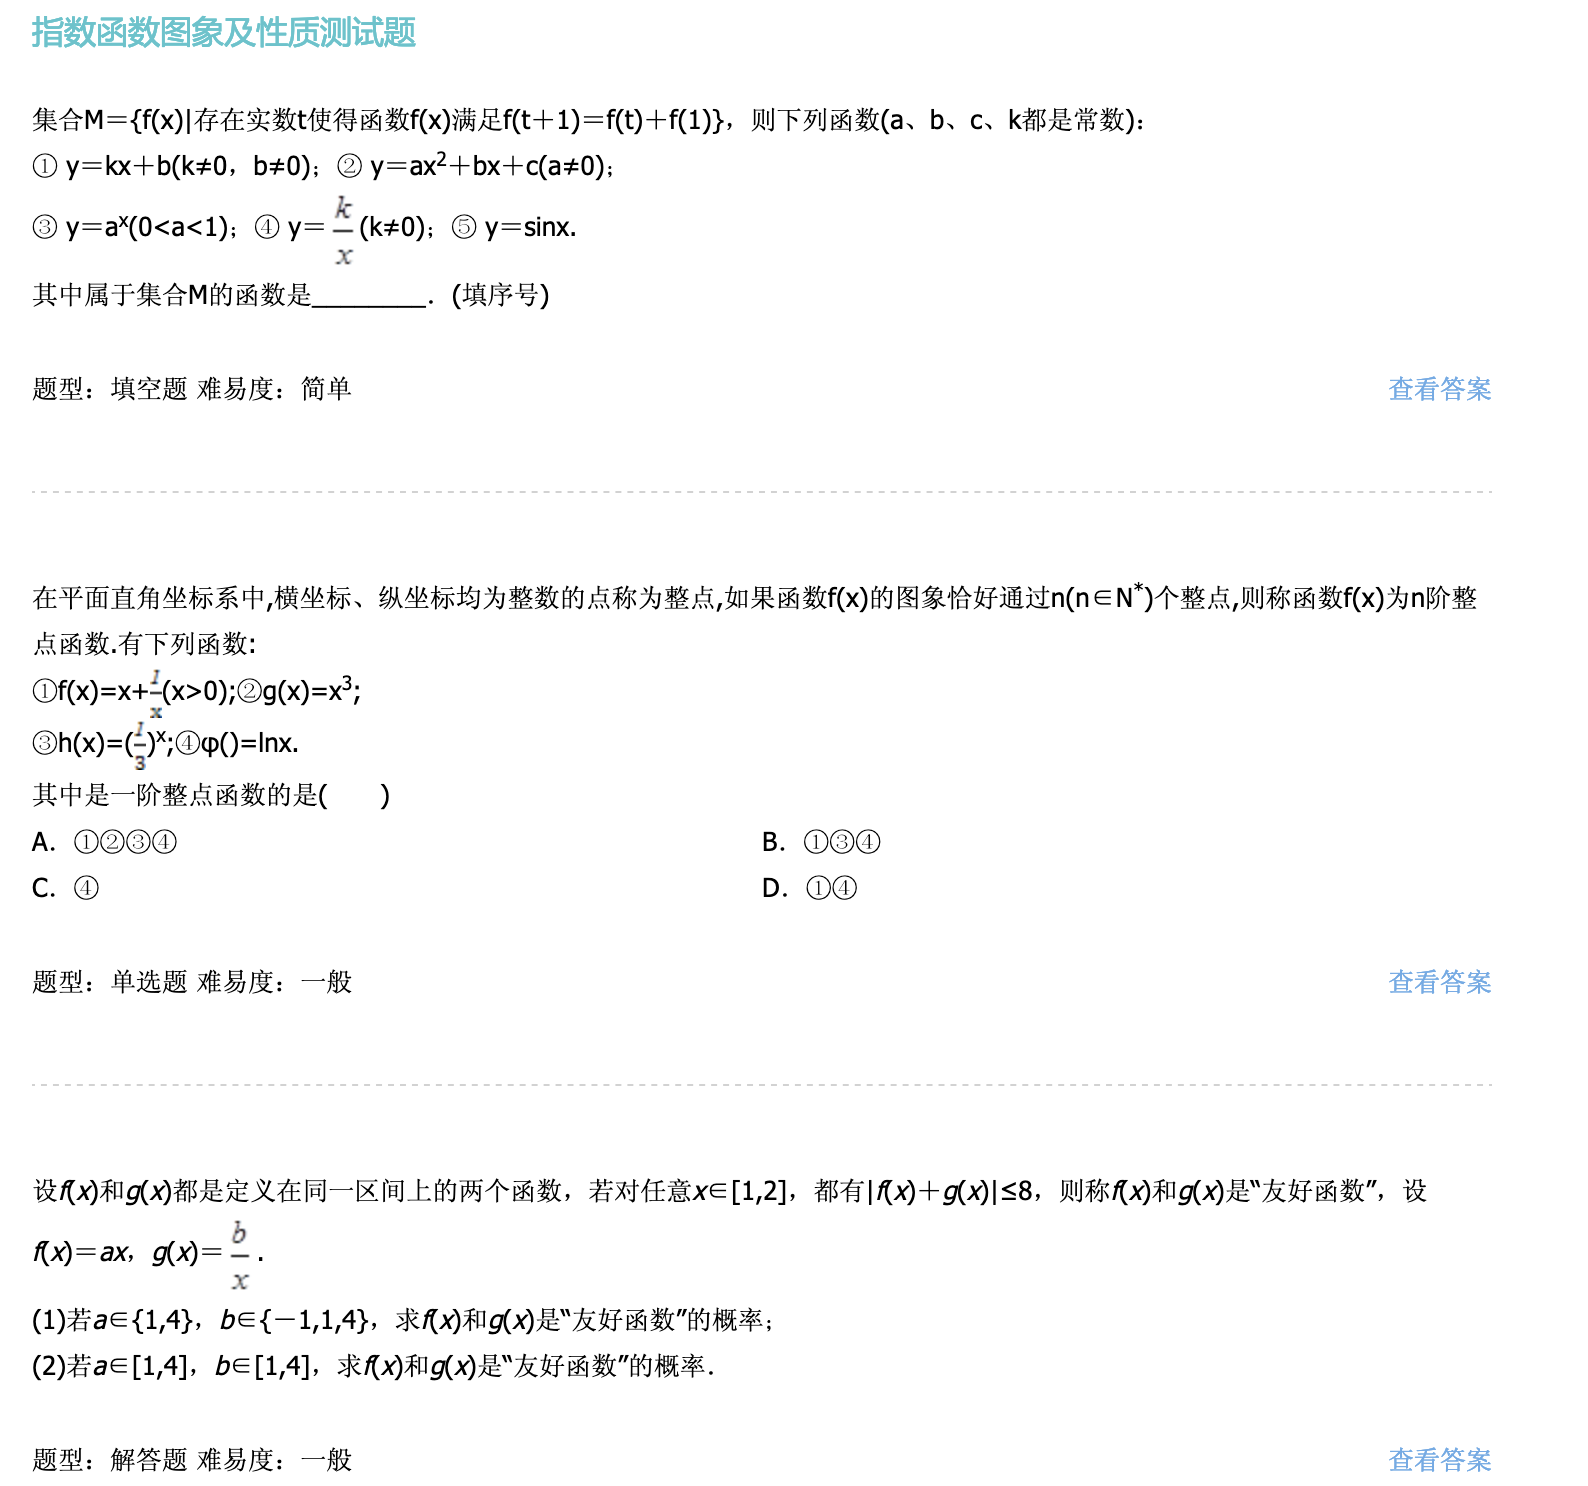 指数函数图象及性质测试题
集合M＝{f(x)|存在实数t使得函数f(x)满足f(t＋1)＝f(t)＋f(1)}，则下列函数(a、b、c、k都是常数)：
① y＝kx＋b(k≠0，b≠0)；② y＝ax²＋bx＋c(a≠0)；
③ y＝aˣ(0<a<1)；④ y＝k/x(k≠0)；⑤ y＝sinx.
其中属于集合M的函数是________．(填序号)
题型：填空题 难易度：简单
查看答案
在平面直角坐标系中,横坐标、纵坐标均为整数的点称为整点,如果函数f(x)的图象恰好通过n(n∈N*)个整点,则称函数f(x)为n阶整
点函数.有下列函数:
①f(x)=x+1/x(x>0);②g(x)=x³;
③h(x)=(1/3)ˣ;④φ()=lnx.
其中是一阶整点函数的是(　　)
A．①②③④
B．①③④
C．④
D．①④
题型：单选题 难易度：一般
查看答案
设f(x)和g(x)都是定义在同一区间上的两个函数，若对任意x∈[1,2]，都有|f(x)＋g(x)|≤8，则称f(x)和g(x)是“友好函数”，设
f(x)＝ax，g(x)＝b/x.
(1)若a∈{1,4}，b∈{－1,1,4}，求f(x)和g(x)是“友好函数”的概率；
(2)若a∈[1,4]，b∈[1,4]，求f(x)和g(x)是“友好函数”的概率．
题型：解答题 难易度：一般
查看答案